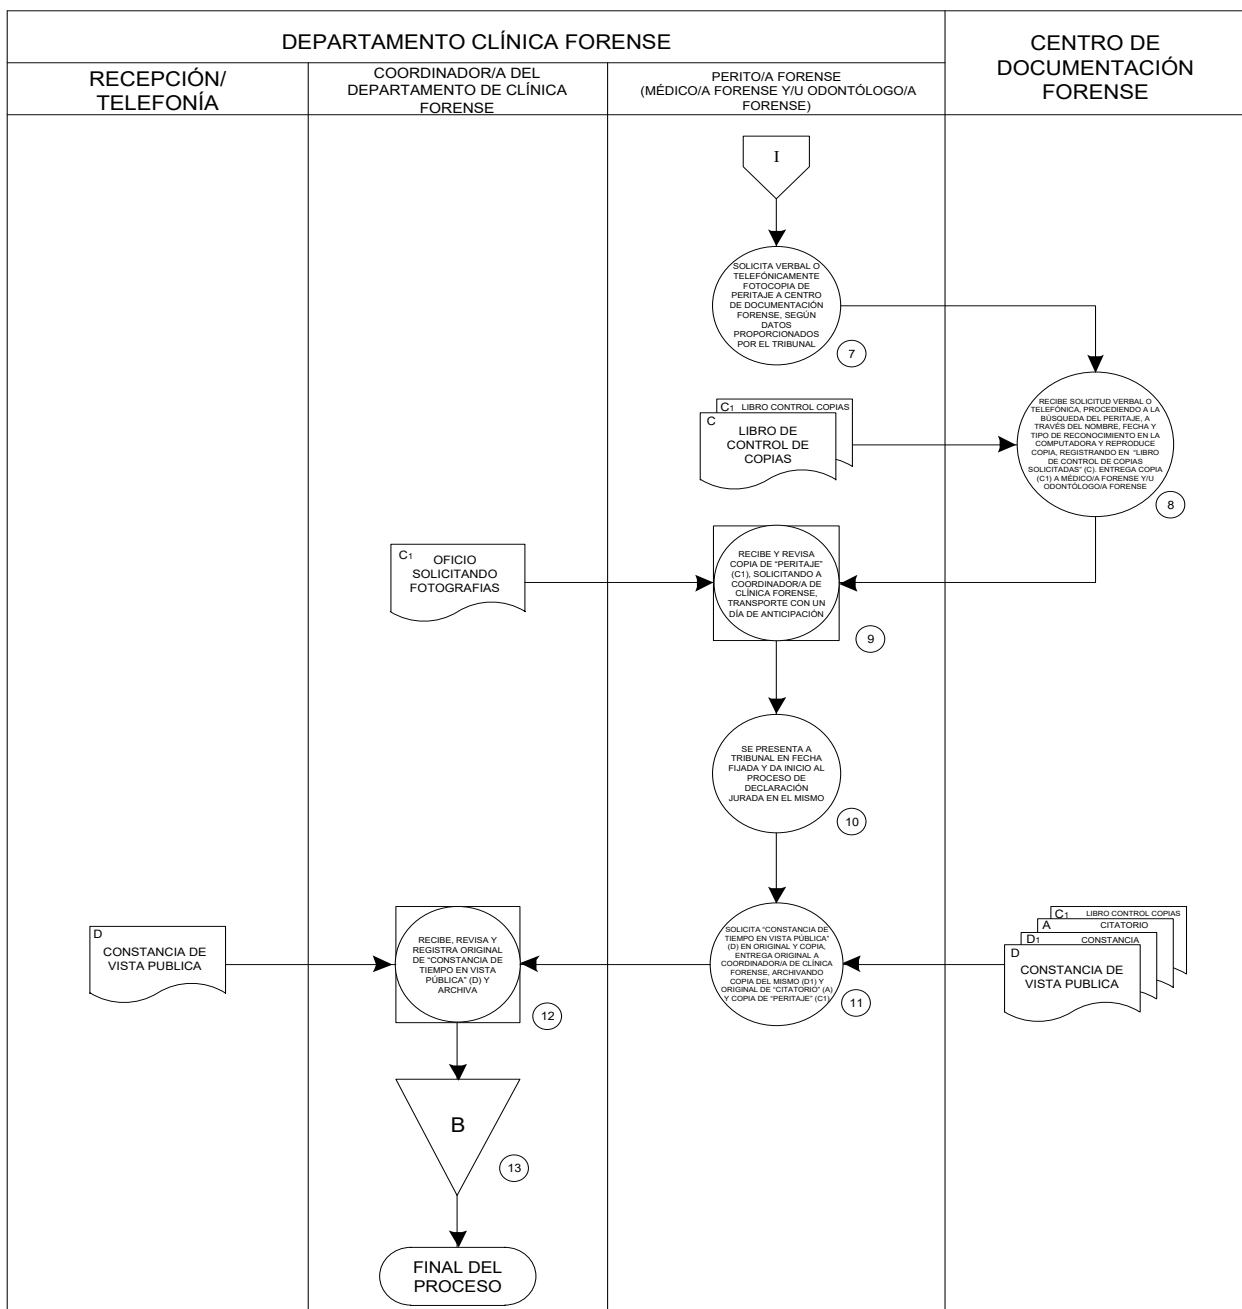 DEPARTAMENTO CLÍNICA FORENSE
CENTRO DE
DOCUMENTACIÓN
FORENSE
RECEPCIÓN/
TELEFONÍA
COORDINADOR/A DEL
DEPARTAMENTO DE CLÍNICA
FORENSE
PERITO/A FORENSE
(MÉDICO/A FORENSE Y/U ODONTÓLOGO/A
FORENSE)
I
SOLICITA VERBAL O
TELEFÓNICAMENTE
FOTOCOPIA DE
PERITAJE A CENTRO
DE DOCUMENTACIÓN
FORENSE, SEGÚN
DATOS
PROPORCIONADOS
POR EL TRIBUNAL
7
RECIBE SOLICITUD VERBAL O
TELEFÓNICA, PROCEDIENDO A LA
BÚSQUEDA DEL PERITAJE, A
TRAVÉS DEL NOMBRE, FECHA Y
TIPO DE RECONOCIMIENTO EN LA
COMPUTADORA Y REPRODUCE
COPIA, REGISTRANDO EN "LIBRO
DE CONTROL DE COPIAS
SOLICITADAS" (C). ENTREGA COPIA
(C1) A MÉDICO/A FORENSE Y/U
ODONTÓLOGO/A FORENSE
8
C1 LIBRO CONTROL COPIAS
C
LIBRO DE
CONTROL DE
COPIAS
C1
OFICIO
SOLICITANDO
FOTOGRAFIAS
RECIBE Y REVISA
COPIA DE "PERITAJE"
(C1), SOLICITANDO A
COORDINADOR/A DE
CLÍNICA FORENSE,
TRANSPORTE CON UN
DÍA DE ANTICIPACIÓN
9
SE PRESENTA A
TRIBUNAL EN FECHA
FIJADA Y DA INICIO AL
PROCESO DE
DECLARACIÓN
JURADA EN EL MISMO
10
D
CONSTANCIA DE
VISTA PUBLICA
RECIBE, REVISA Y
REGISTRA ORIGINAL
DE "CONSTANCIA DE
TIEMPO EN VISTA
PÚBLICA" (D) Y
ARCHIVA
12
SOLICITA "CONSTANCIA DE
TIEMPO EN VISTA PÚBLICA"
(D) EN ORIGINAL Y COPIA,
ENTREGA ORIGINAL A
COORDINADOR/A DE CLÍNICA
FORENSE, ARCHIVANDO
COPIA DEL MISMO (D1) Y
ORIGINAL DE "CITATORIO" (A)
Y COPIA DE "PERITAJE" (C1)
11
C1 LIBRO CONTROL COPIAS
A CITATORIO
D1 CONSTANCIA
D
CONSTANCIA DE
VISTA PUBLICA
B
13
FINAL DEL
PROCESO